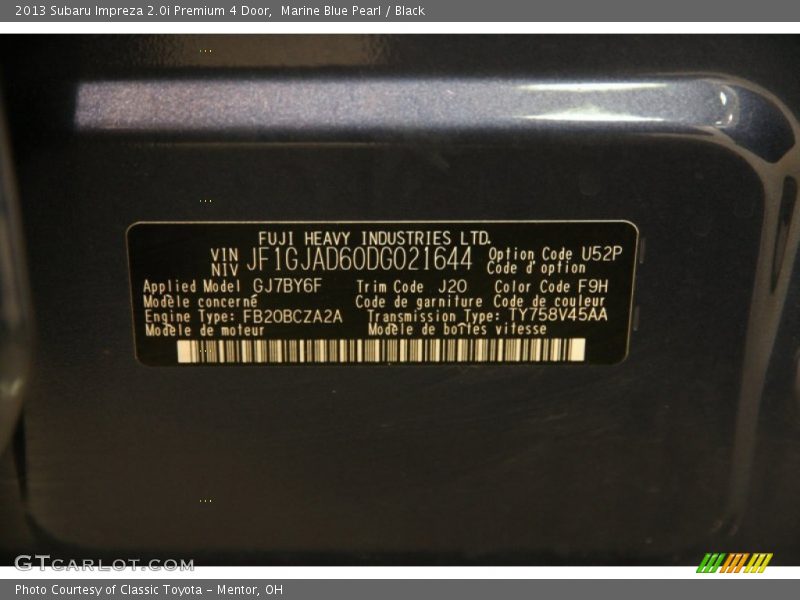 2013 Subaru Impreza 2.0i Premium 4 Door,  Marine Blue Pearl / Black
FUJI HEAVY INDUSTRIES LTD.
VIN NIV JF1GJAD60DG021644 Option Code U52P
Code d'option
Applied Model GJ7BY6F Trim Code J20 Color Code F9H
Modèle concerné Code de garniture Code de couleur
Engine Type: FB20BCZA2A Transmission Type: TY758V45AA
Modèle de moteur Modèle de boîtes vitesse
GTCARLOT.COM
Photo Courtesy of Classic Toyota - Mentor, OH